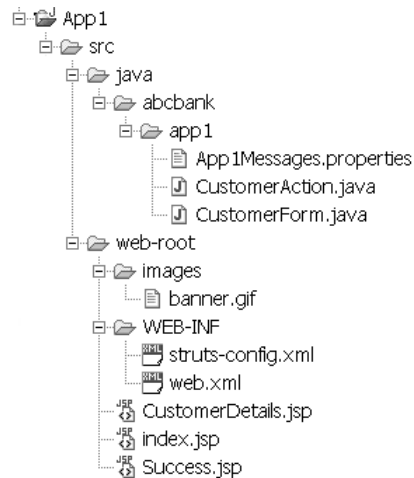 App1
src
java
abcbank
app1
App1Messages.properties
CustomerAction.java
CustomerForm.java
web-root
images
banner.gif
WEB-INF
struts-config.xml
web.xml
CustomerDetails.jsp
index.jsp
Success.jsp